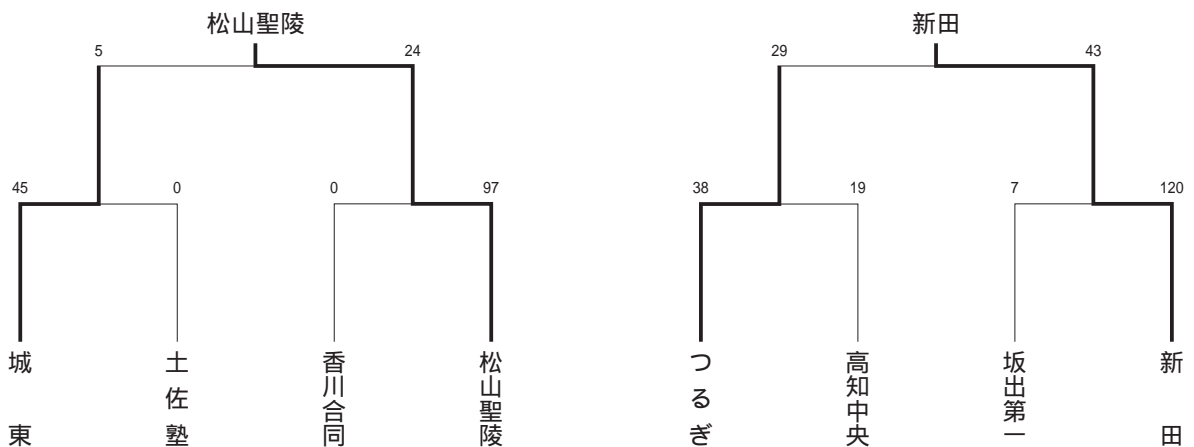 松山聖陵
新田
5
24
29
43
45
0
0
97
38
19
7
120
城東
土佐塾
香川合同
松山聖陵
つるぎ
高知中央
坂出第一
新田